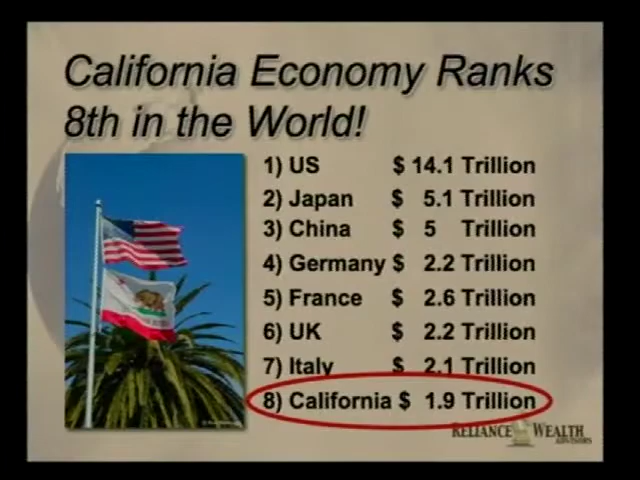 California Economy Ranks
8th in the World!
1) US $ 14.1 Trillion
2) Japan $ 5.1 Trillion
3) China $ 5 Trillion
4) Germany $ 2.2 Trillion
5) France $ 2.6 Trillion
6) UK $ 2.2 Trillion
7) Italy $ 2.1 Trillion
8) California $ 1.9 Trillion
RELIANCE WEALTH
ADVISORS